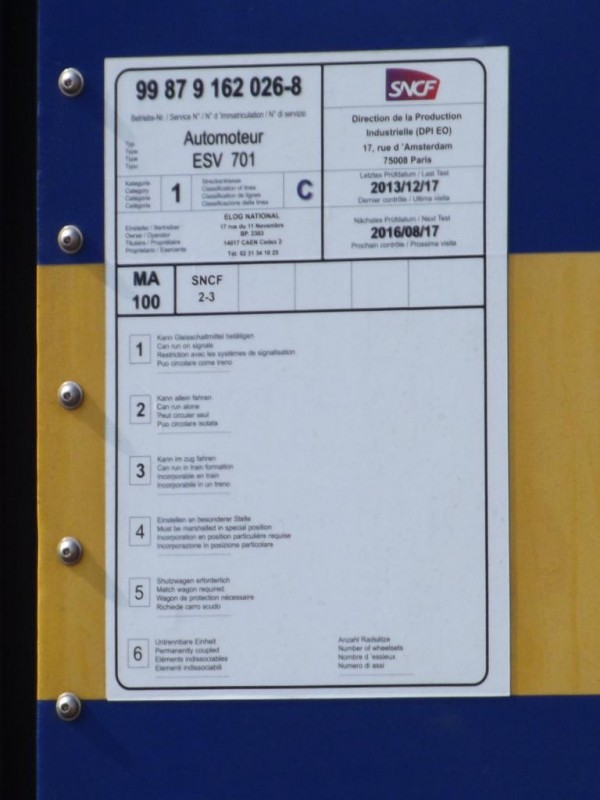 99 87 9 162 026-8
Betriebs-Nr. / Service N° / N° d 'immatriculation / N° di servizio
Typ
Type
Type
Tipo
Automoteur
ESV 701
Kategorie
Category
Catégorie
Categoria
1
Streckenklasse
Classification of lines
Classification de lignes
Classificazione delle linee
C
Einsteller / Betreiber
Owner / Operator
Titulaire / Propriétaire
Proprietario / Esercente
ELOG NATIONAL
17 rue du 11 Novembre
BP. 2383
14017 CAEN Cedex 2
Tél: 02 31 34 10 25
SNCF
Direction de la Production
Industrielle (DPI EO)
17, rue d 'Amsterdam
75008 Paris
Letztes Prüfdatum / Last Test
2013/12/17
Dernier contrôle / Ultima visita
Nächstes Prüfdatum / Next Test
2016/08/17
Prochain contrôle / Prossima visita
MA
100
SNCF
2-3
1
Kann Gleisschaltmittel betätigen
Can run on signals
Restriction avec les systèmes de signalisation
Puo circolare come treno
2
Kann allein fahren
Can run alone
Peut circuler seul
Puo circolare isolata
3
Kann im zug fahren
Can run in train formation
Incorporable en train
Incorporabile in un treno
4
Einstellen an besonderer Stelle
Must be marshalled in special position
Incorporation en position particulière requise
Incorporazione in posizione particolare
5
Shutzwagen erforderlich
Match wagon required
Wagon de protection nécessaire
Richiede carro scudo
6
Untrennbare Einheit
Permanently coupled
Eléments indissociables
Elementi indissociabili
Anzahl Radsätze
Number of wheelsets
Nombre d 'essieux
Numero di assi